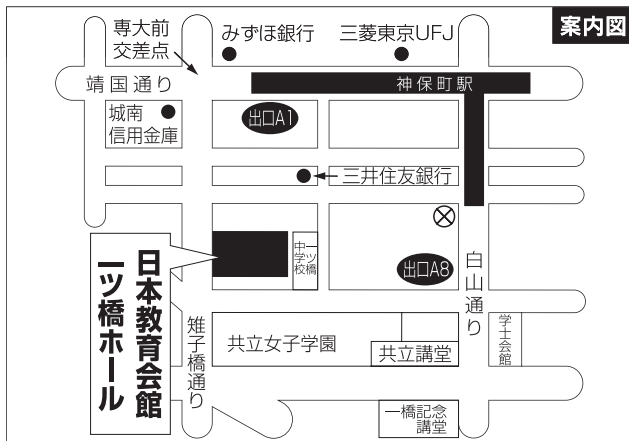 案内図
専大前
交差点
みずほ銀行
三菱東京UFJ
靖国通り
神保町駅
城南
信用金庫
出口A1
三井住友銀行
一ツ橋
中学校
出口A8
白山通り
日本教育会館
一ツ橋ホール
雉子橋通り
共立女子学園
共立講堂
学士会館
一橋記念
講堂